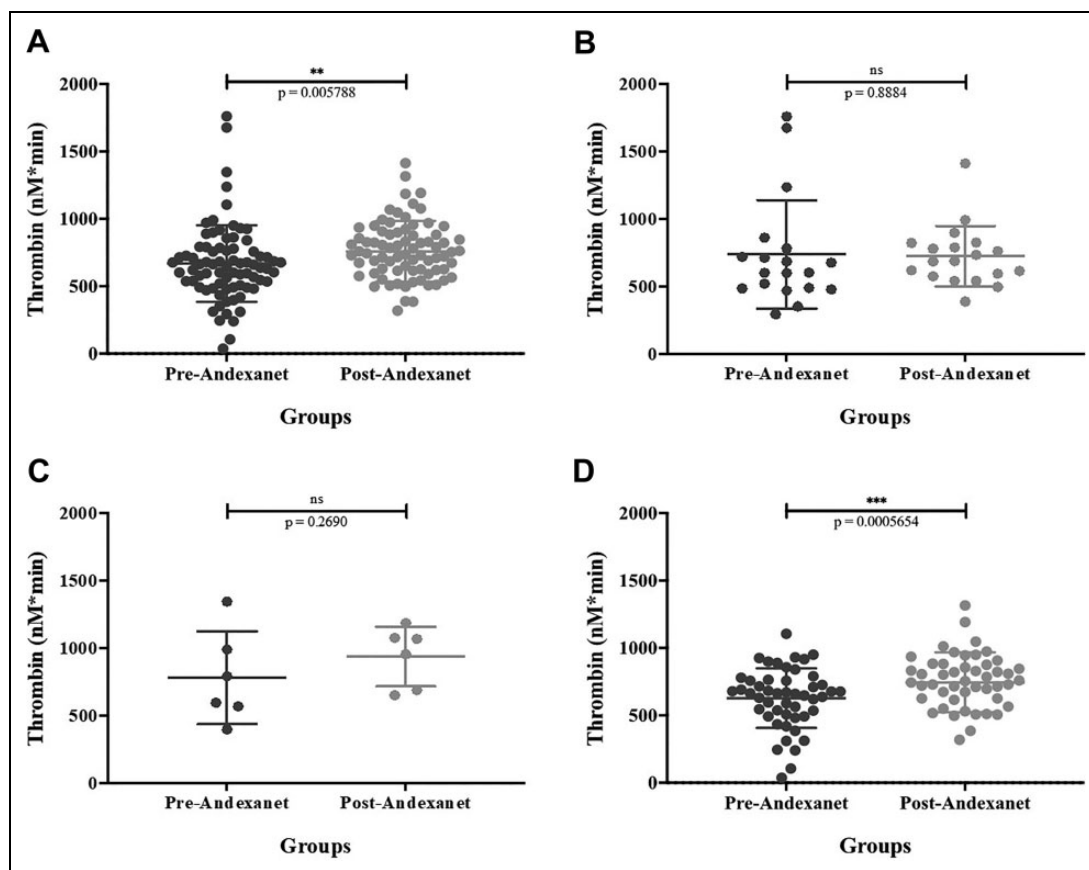 A
**
p = 0.005788
Thrombin (nM*min)
2000
1500
1000
500
0
Pre-Andexanet
Post-Andexanet
Groups
B
ns
p = 0.8884
Thrombin (nM*min)
2000
1500
1000
500
0
Pre-Andexanet
Post-Andexanet
Groups
C
ns
p = 0.2690
Thrombin (nM*min)
2000
1500
1000
500
0
Pre-Andexanet
Post-Andexanet
Groups
D
***
p = 0.0005654
Thrombin (nM*min)
2000
1500
1000
500
0
Pre-Andexanet
Post-Andexanet
Groups